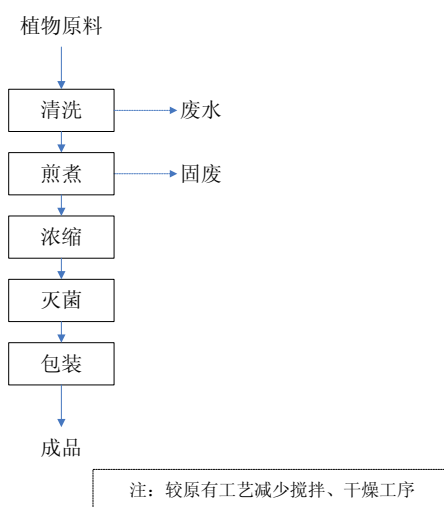 植物原料
清洗
废水
煎煮
固废
浓缩
灭菌
包装
成品
注：较原有工艺减少搅拌、干燥工序